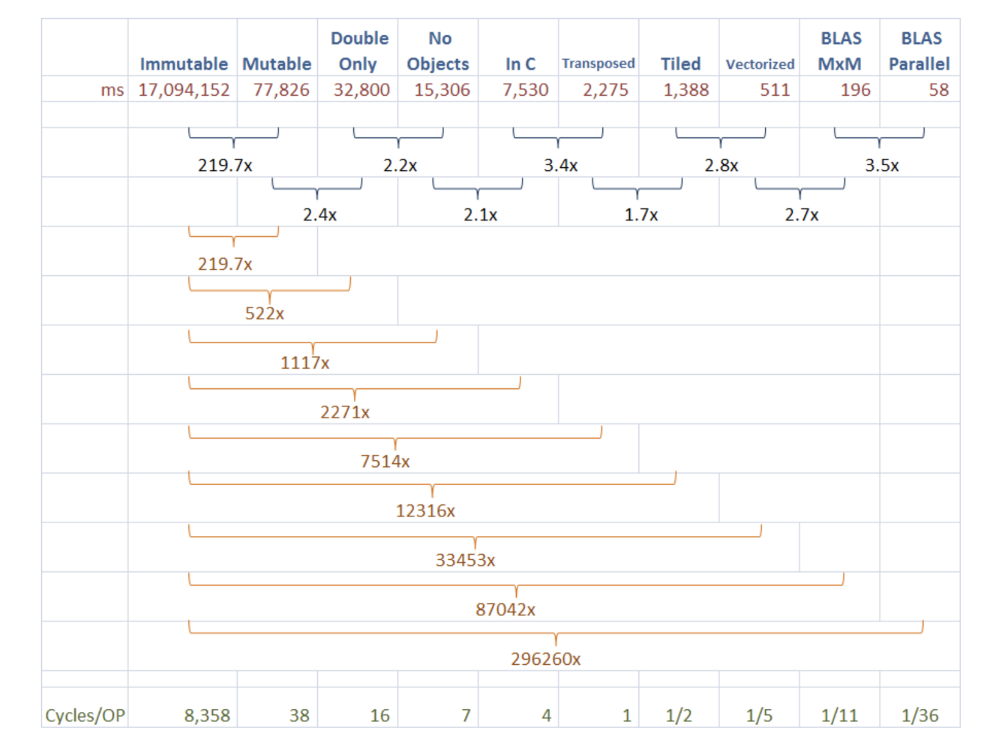 Double No BLAS BLAS
Immutable Mutable Only Objects In C Transposed Tiled Vectorized MxM Parallel
ms 17,094,152 77,826 32,800 15,306 7,530 2,275 1,388 511 196 58
219.7x 2.2x 3.4x 2.8x 3.5x
2.4x 2.1x 1.7x 2.7x
219.7x
522x
1117x
2271x
7514x
12316x
33453x
87042x
296260x
Cycles/OP 8,358 38 16 7 4 1 1/2 1/5 1/11 1/36